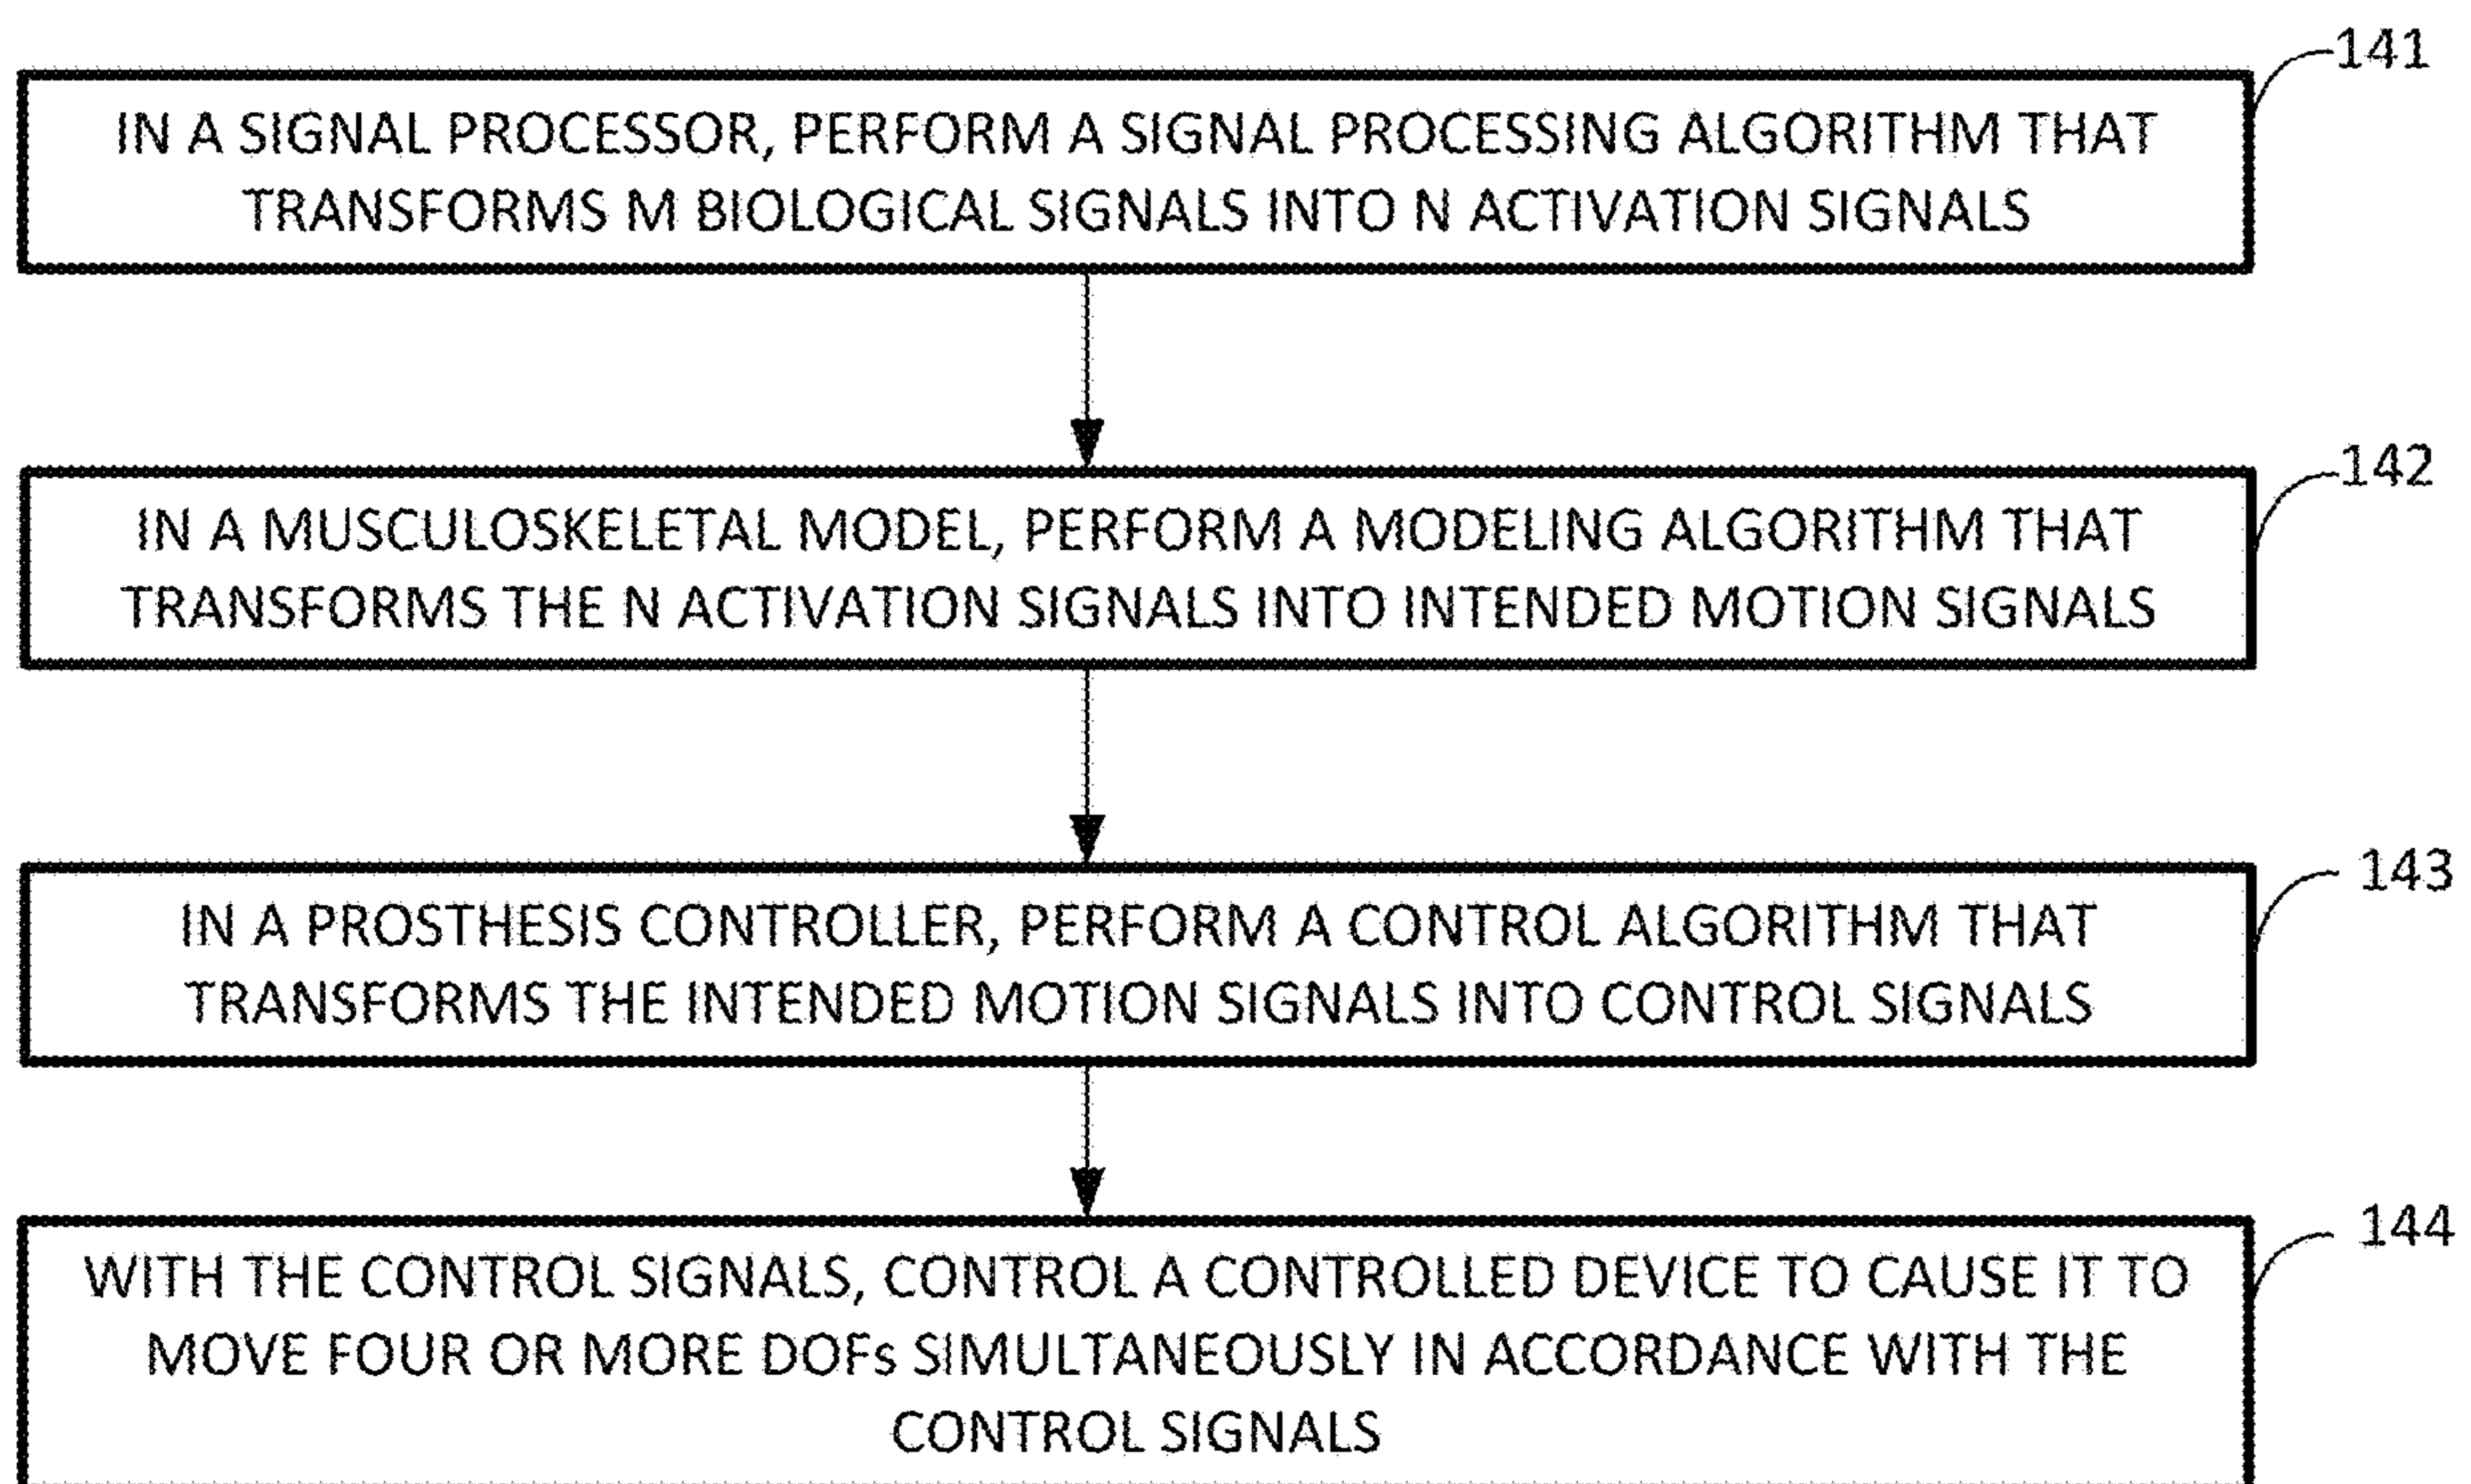 141
IN A SIGNAL PROCESSOR, PERFORM A SIGNAL PROCESSING ALGORITHM THAT
TRANSFORMS M BIOLOGICAL SIGNALS INTO N ACTIVATION SIGNALS
142
IN A MUSCULOSKELETAL MODEL, PERFORM A MODELING ALGORITHM THAT
TRANSFORMS THE N ACTIVATION SIGNALS INTO INTENDED MOTION SIGNALS
143
IN A PROSTHESIS CONTROLLER, PERFORM A CONTROL ALGORITHM THAT
TRANSFORMS THE INTENDED MOTION SIGNALS INTO CONTROL SIGNALS
144
WITH THE CONTROL SIGNALS, CONTROL A CONTROLLED DEVICE TO CAUSE IT TO
MOVE FOUR OR MORE DOFs SIMULTANEOUSLY IN ACCORDANCE WITH THE
CONTROL SIGNALS